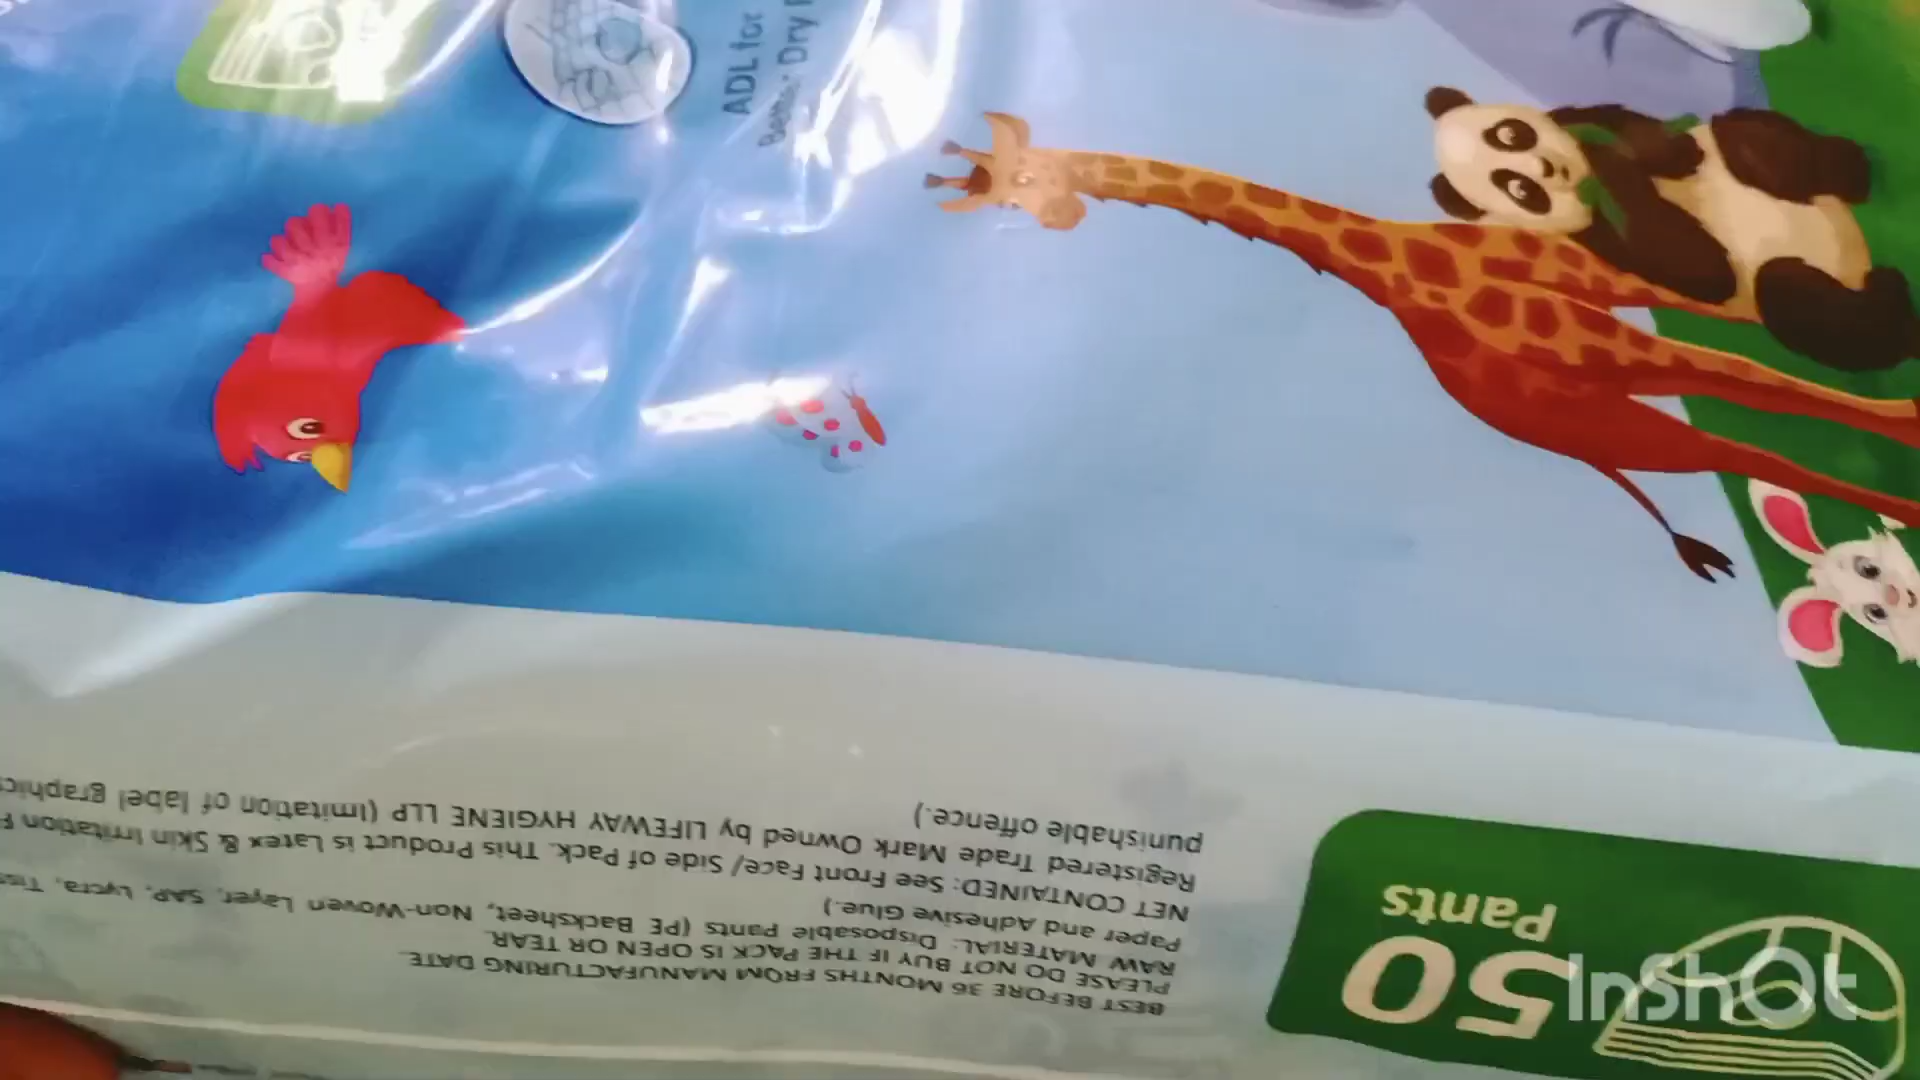 ADL for
Better Dry
BEST BEFORE 36 MONTHS FROM MANUFACTURING DATE.
PLEASE DO NOT BUY IF THE PACK IS OPEN OR TEAR.
RAW MATERIAL: Disposable Pants (PE Backsheet, Non-Woven Layer, SAP, Lycra,
Paper and Adhesive Glue.)
NET CONTAINED: See Front Face/ Side of Pack. This Product is Latex & Skin Irritation
Registered Trade Mark Owned by LIFEWAY HYGIENE LLP (Imitation of label
punishable offence.)
50
Pants
InShOt